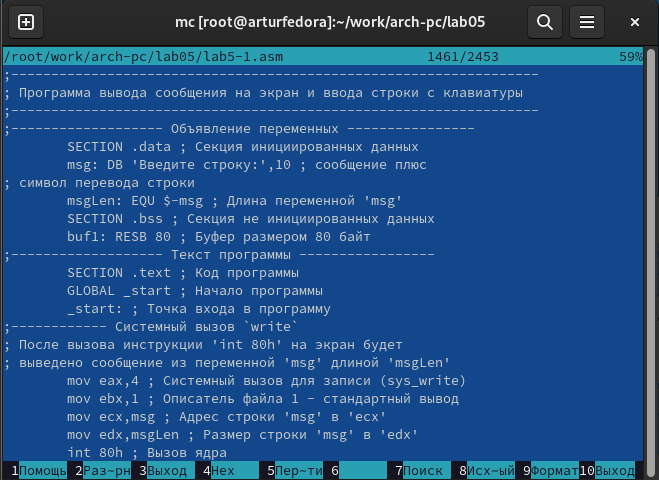 mc [root@arturfedora]:~/work/arch-pc/lab05
/root/work/arch-pc/lab05/lab5-1.asm 1461/2453 59%
;----------------------------------------------------------------------
; Программа вывода сообщения на экран и ввода строки с клавиатуры
;----------------------------------------------------------------------
;------------------- Объявление переменных ----------------
SECTION .data ; Секция инициированных данных
msg: DB 'Введите строку:',10 ; сообщение плюс
; символ перевода строки
msgLen: EQU $-msg ; Длина переменной 'msg'
SECTION .bss ; Секция не инициированных данных
buf1: RESB 80 ; Буфер размером 80 байт
;------------------- Текст программы -----------------
SECTION .text ; Код программы
GLOBAL _start ; Начало программы
_start: ; Точка входа в программу
;------------ Системный вызов `write`
; После вызова инструкции 'int 80h' на экран будет
; выведено сообщение из переменной 'msg' длиной 'msgLen'
mov eax,4 ; Системный вызов для записи (sys_write)
mov ebx,1 ; Описатель файла 1 - стандартный вывод
mov ecx,msg ; Адрес строки 'msg' в 'ecx'
mov edx,msgLen ; Размер строки 'msg' в 'edx'
int 80h ; Вызов ядра
1Помощь 2Раз~рн 3Выход 4Hex 5Пер~ти 6 7Поиск 8Исх~ый 9Формат 10Выход